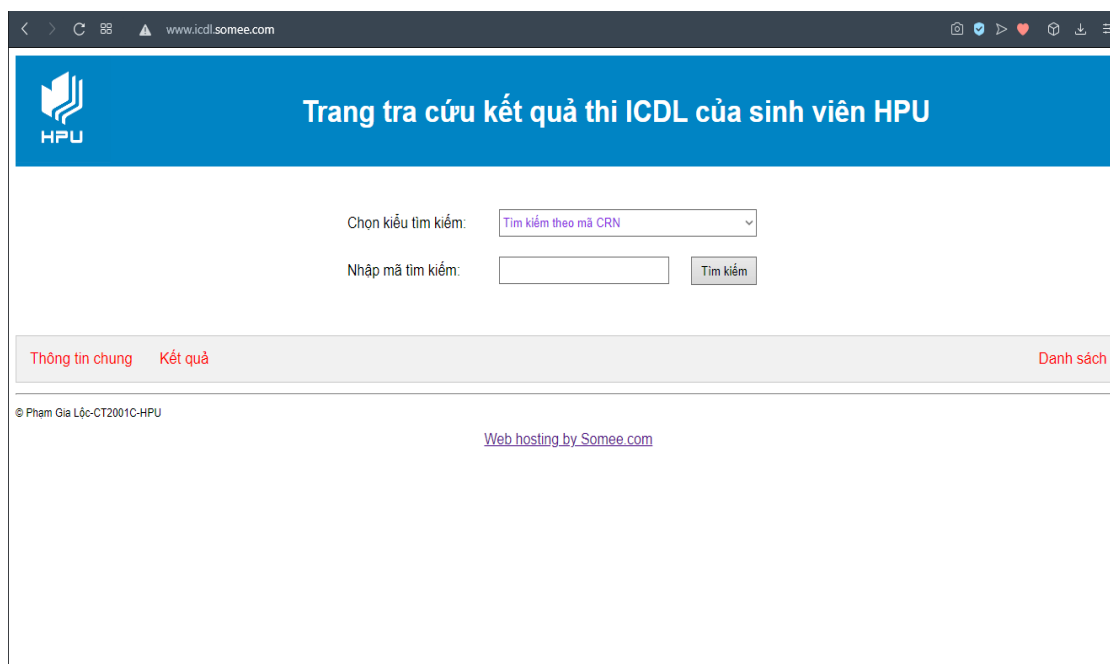 www.icdl.somee.com
HPU
Trang tra cứu kết quả thi ICDL của sinh viên HPU
Chọn kiểu tìm kiếm: Tìm kiếm theo mã CRN
Nhập mã tìm kiếm: Tìm kiếm
Thông tin chung Kết quả Danh sách
© Phạm Gia Lộc-CT2001C-HPU
Web hosting by Somee.com